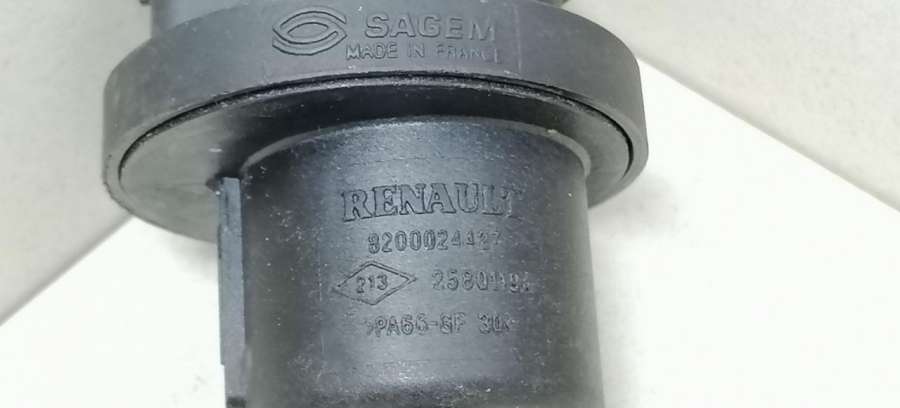 SAGEM
MADE IN FRANCE
RENAULT
8200024427
213
>PA66-GF 30<